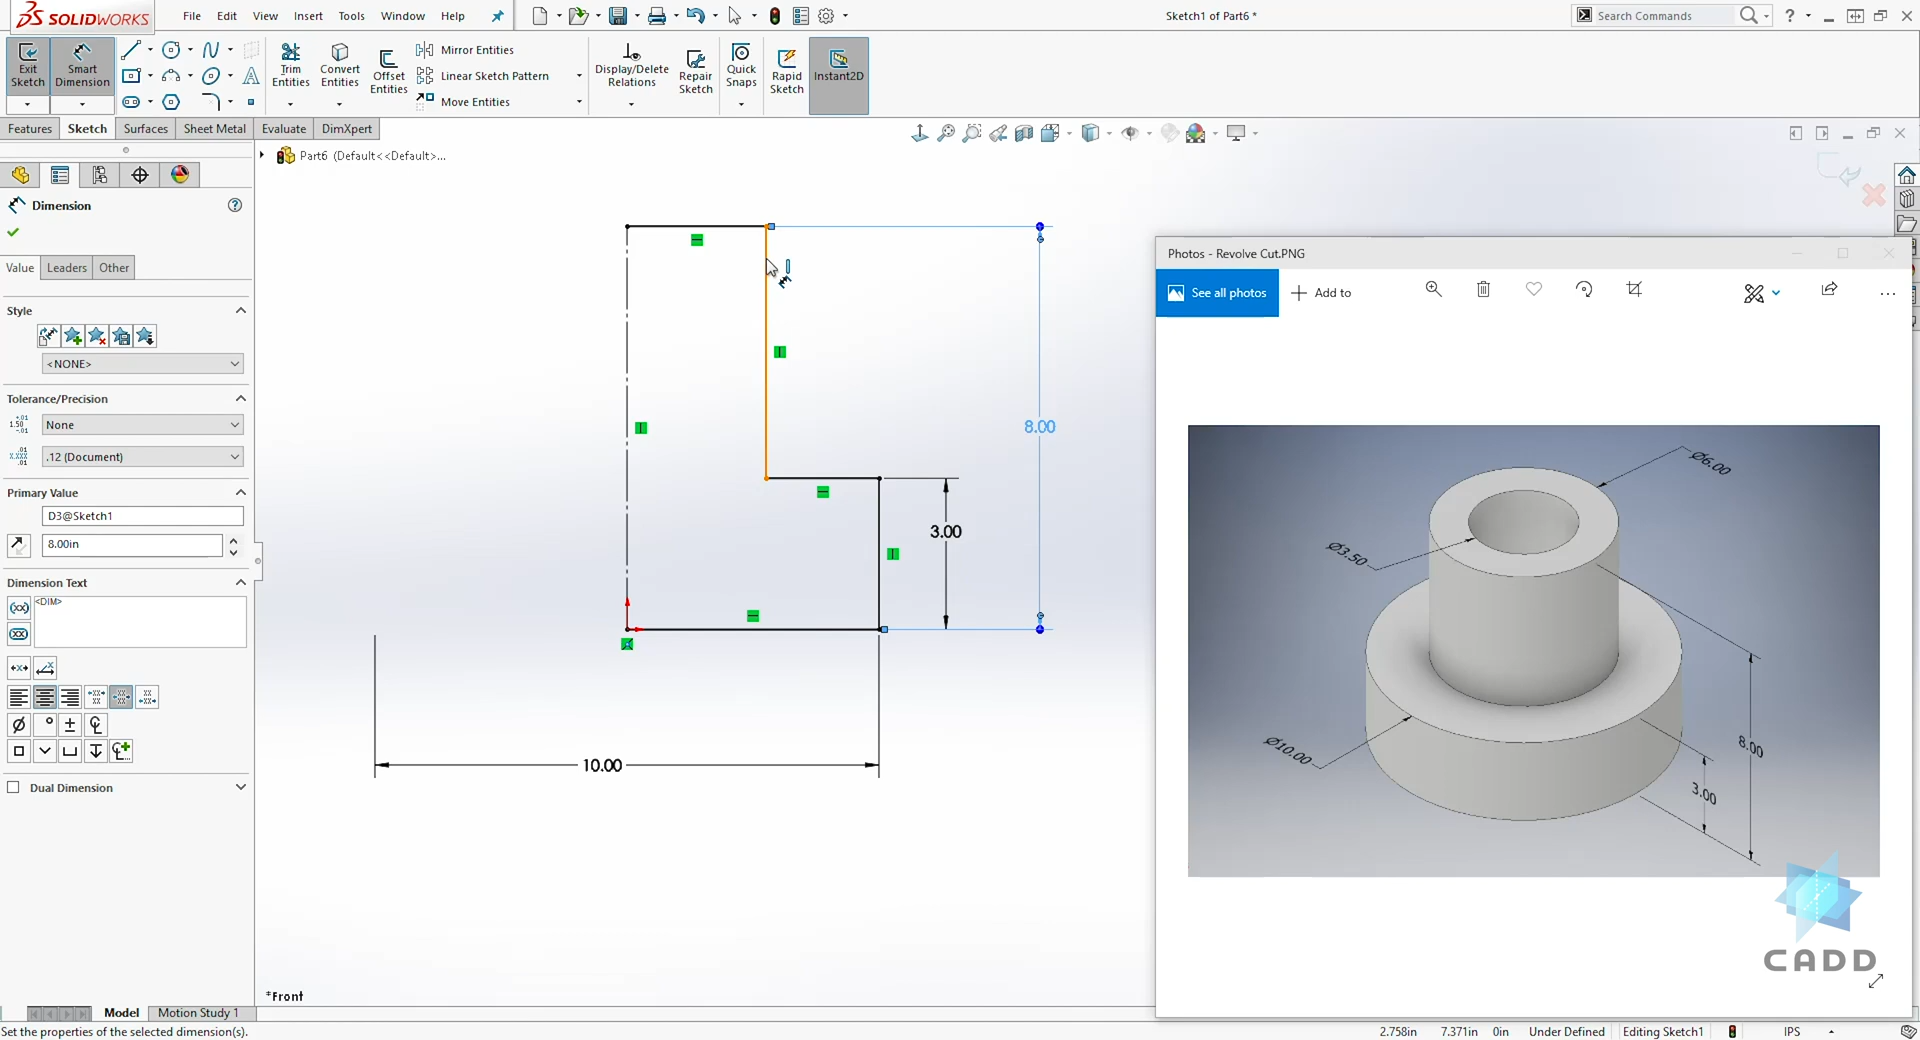 SOLIDWORKS
File Edit View Insert Tools Window Help
Sketch1 of Part6 *
Search Commands
?
Exit Sketch
Smart Dimension
Trim Entities
Convert Entities
Offset Entities
Mirror Entities
Linear Sketch Pattern
Move Entities
Display/Delete Relations
Repair Sketch
Quick Snaps
Rapid Sketch
Instant2D
Features Sketch Surfaces Sheet Metal Evaluate DimXpert
Part6 (Default<<Default>...
Dimension
Value Leaders Other
Style
<NONE>
Tolerance/Precision
None
.12 (Document)
Primary Value
D3@Sketch1
8.00in
Dimension Text
<DIM>
Dual Dimension
8.00
3.00
10.00
*Front
Photos - Revolve Cut.PNG
See all photos
Add to
Ø6.00
Ø3.50
Ø10.00
8.00
3.00
CADD
Model Motion Study 1
Set the properties of the selected dimension(s).
2.758in 7.371in 0in Under Defined Editing Sketch1 IPS